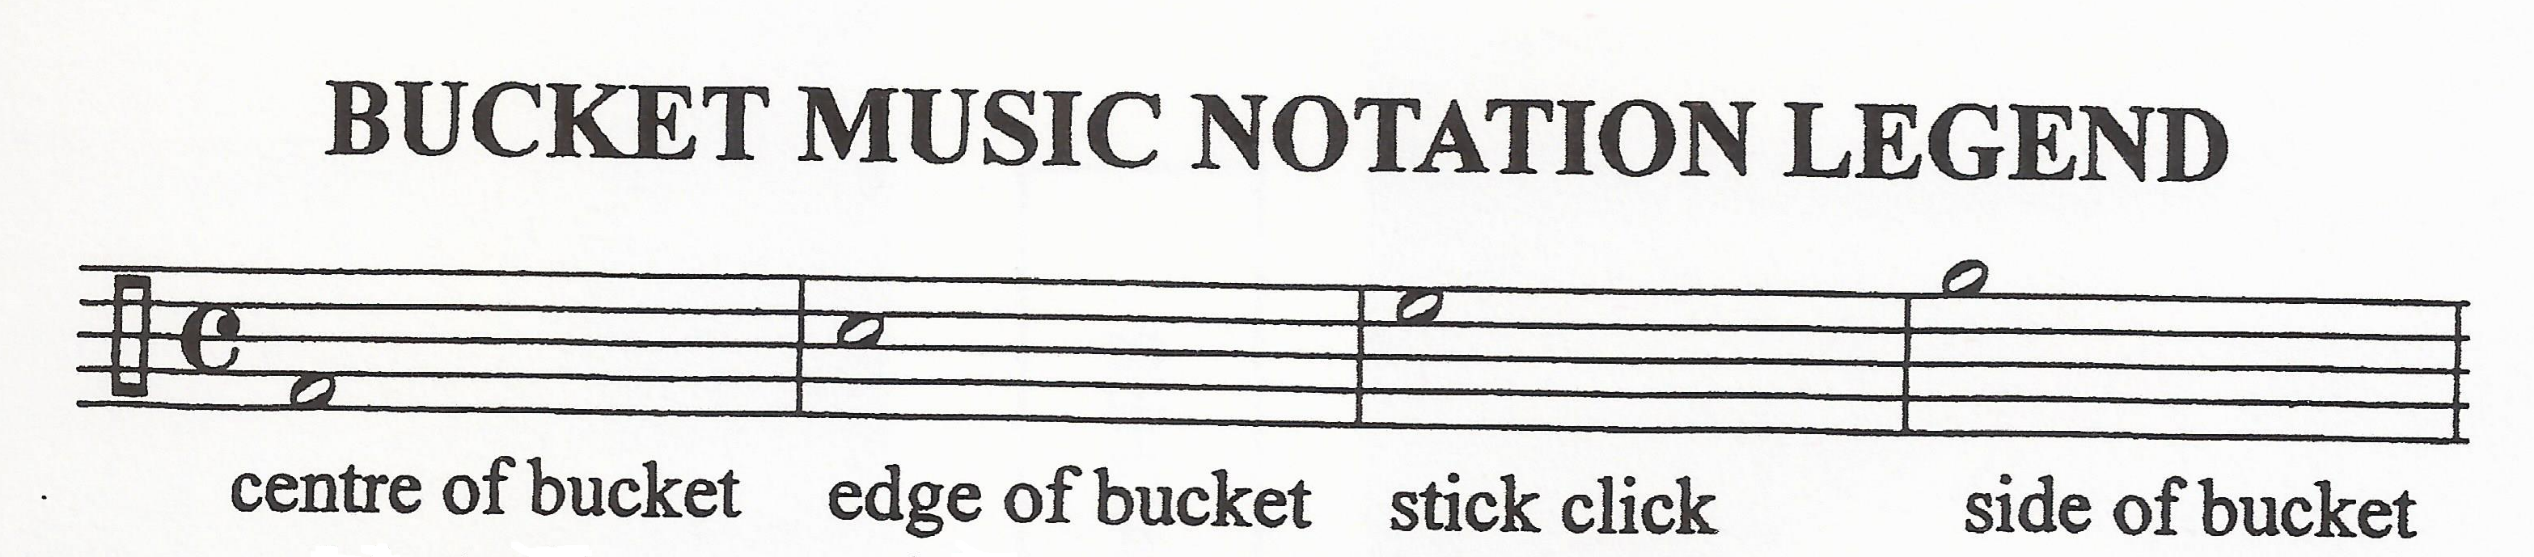 BUCKET MUSIC NOTATION LEGEND
centre of bucket edge of bucket stick click side of bucket